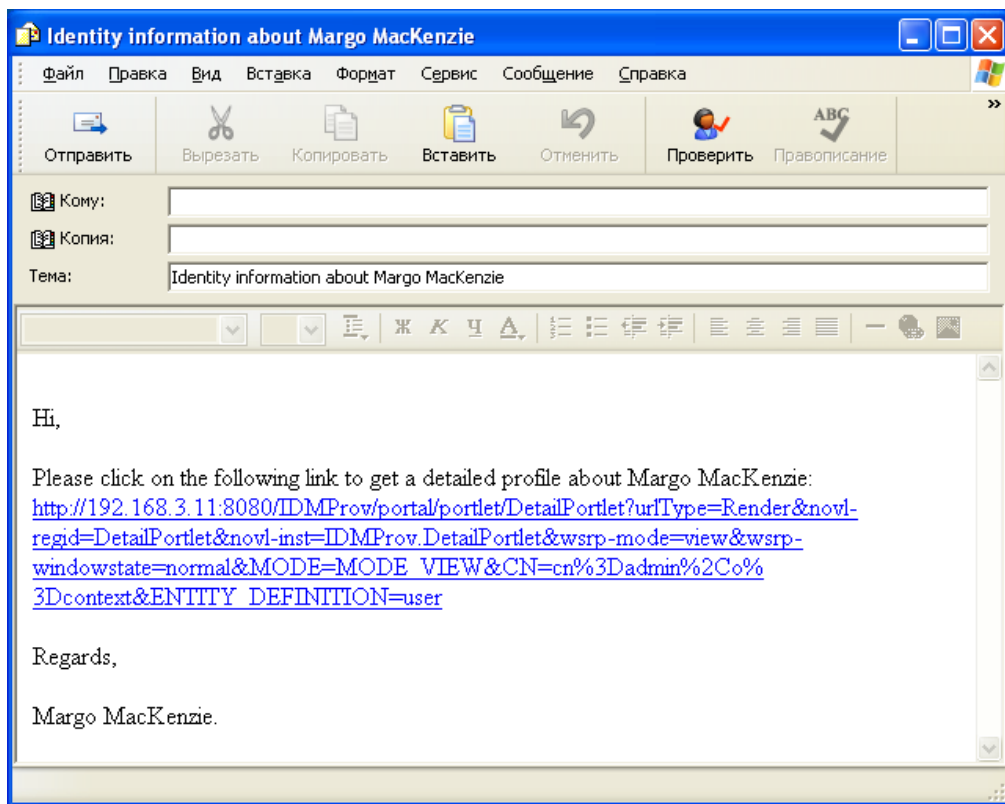 Identity information about Margo MacKenzie
Файл Правка Вид Вставка Формат Сервис Сообщение Справка
Отправить Вырезать Копировать Вставить Отменить Проверить Правописание
Кому:
Копия:
Тема: Identity information about Margo MacKenzie
Ж К Ч А
Hi,
Please click on the following link to get a detailed profile about Margo MacKenzie:
http://192.168.3.11:8080/IDMProv/portal/portlet/DetailPortlet?urlType=Render&novl-
regid=DetailPortlet&novl-inst=IDMProv.DetailPortlet&wsrp-mode=view&wsrp-
windowstate=normal&MODE=MODE_VIEW&CN=cn%3Dadmin%2Co%
3Dcontext&ENTITY_DEFINITION=user
Regards,
Margo MacKenzie.